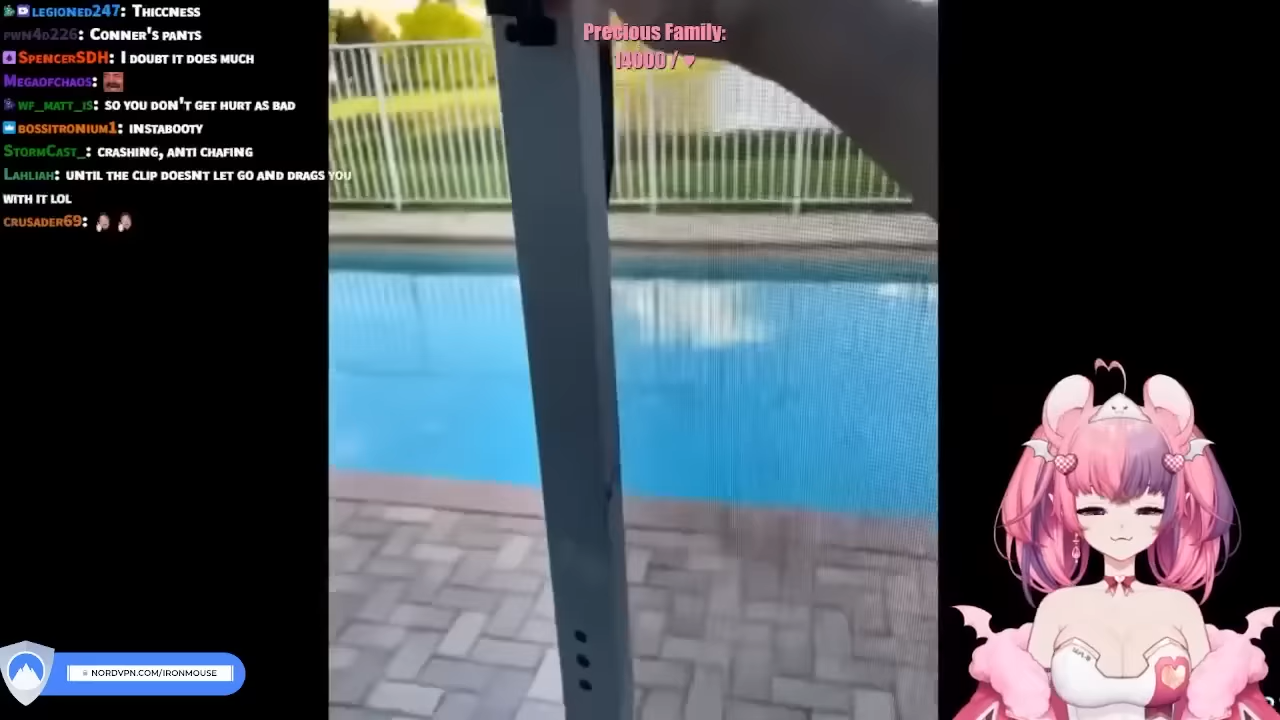 LEGIONED247: THICCNESS
PWN4D226: CONNER'S PANTS
SPENCERSDH: I DOUBT IT DOES MUCH
MEGAOFCHAOS:
WF_MATT_IS: SO YOU DON'T GET HURT AS BAD
BOSSITRONIUM1: INSTABOOTY
STORMCAST_: CRASHING, ANTI CHAFING
LAHLIAH: UNTIL THE CLIP DOESNT LET GO AND DRAGS YOU
WITH IT LOL
CRUSADER69:
Precious Family:
14000 / ♥
NORDVPN.COM/IRONMOUSE